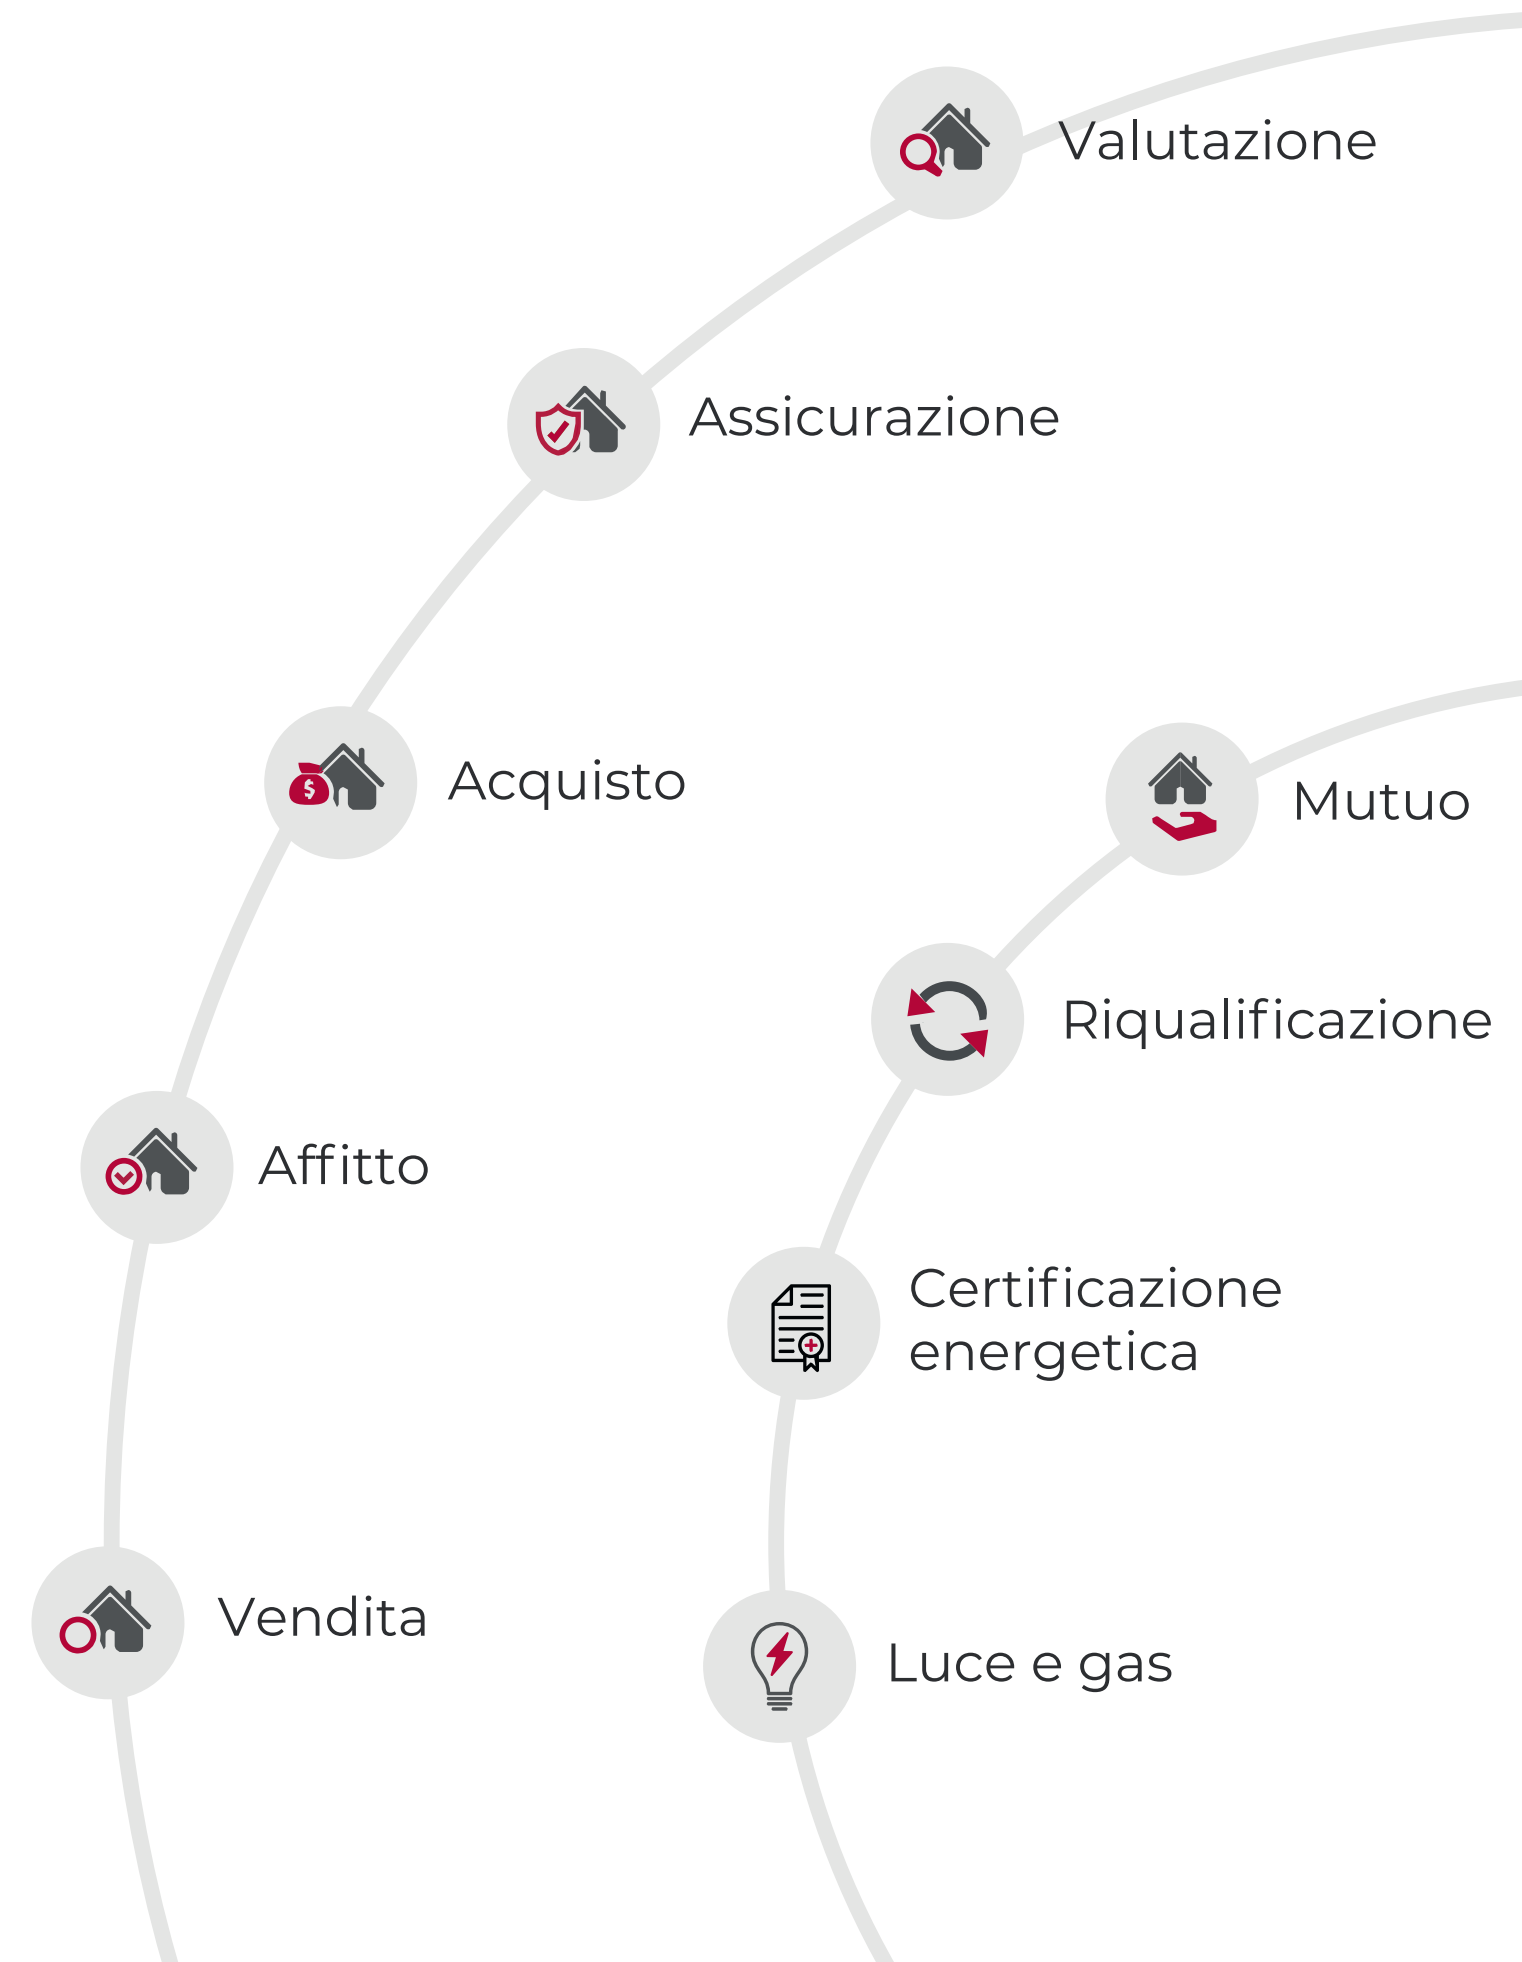 Valutazione
Assicurazione
Acquisto
Mutuo
Riqualificazione
Affitto
Certificazione
energetica
Vendita
Luce e gas